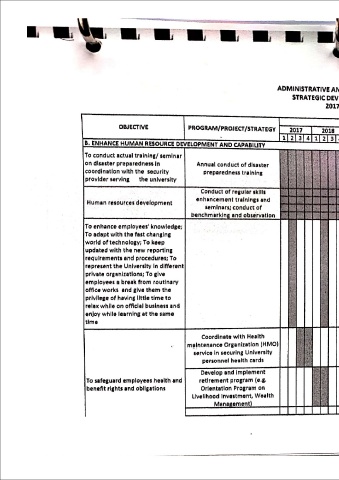 ADMINISTRATIVE AN
STRATEGIC DEV
2017
OBJECTIVE
PROGRAM/PROJECT/STRATEGY
2017
2018
1 2 3 4 1 2 3
B. ENHANCE HUMAN RESOURCE DEVELOPMENT AND CAPABILITY
To conduct actual training/ seminar
on disaster preparedness in
coordination with the security
provider serving the university
Annual conduct of disaster
preparedness training
Human resources development
Conduct of regular skills
enhancement trainings and
seminars; conduct of
benchmarking and observation
To enhance employees' knowledge;
To adapt with the fast changing
world of technology; To keep
updated with the new reporting
requirements and procedures; To
represent the University in different
private organizations; To give
employees a break from routinary
office works and give them the
privilege of having little time to
relax while on official business and
enjoy while learning at the same
time
Coordinate with Health
maintenance Organization (HMO)
service in securing University
personnel health cards
To safeguard employees health and
benefit rights and obligations
Develop and implement
retirement program (e.g.
Orientation Program on
Livelihood Investment, Wealth
Management)